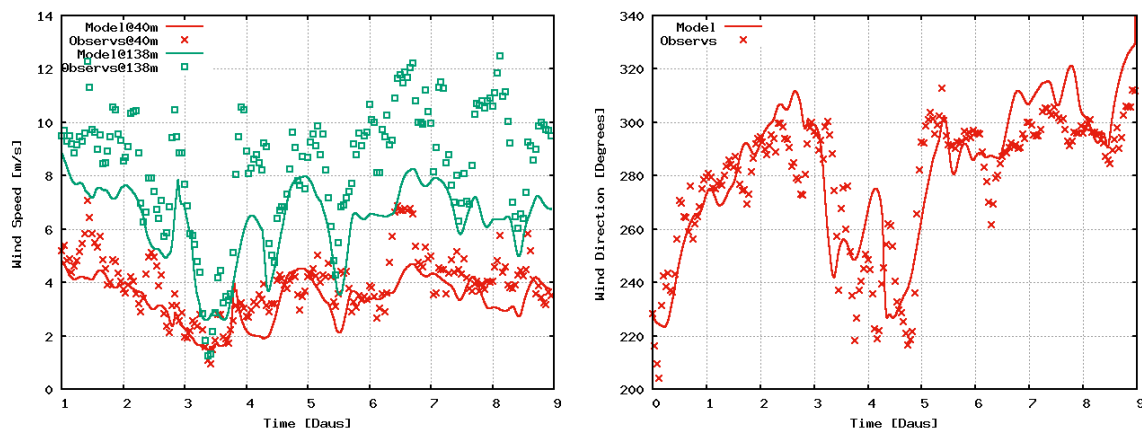 Model@40m
Observs@40m
Model@138m
Observs@138m
Wind Speed [m/s]
14
12
10
8
6
4
2
0
1 2 3 4 5 6 7 8 9
Time [Days]
Model
Observs
Wind Direction [Degrees]
340
320
300
280
260
240
220
200
0 1 2 3 4 5 6 7 8 9
Time [Days]